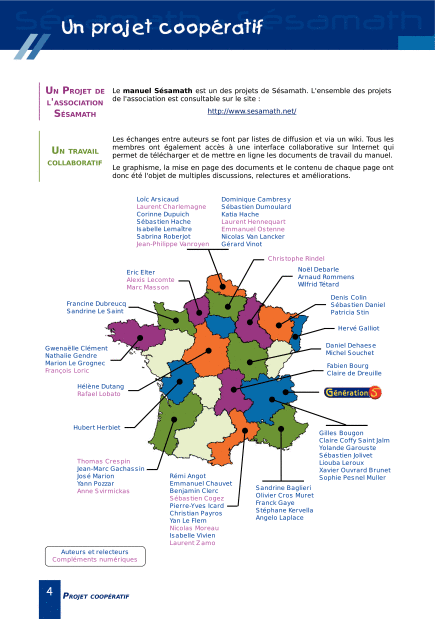 Sésamath Sésamath
Un projet coopératif
UN PROJET DE
L'ASSOCIATION
SÉSAMATH
Le manuel Sésamath est un des projets de Sésamath. L'ensemble des projets
de l'association est consultable sur le site :
http://www.sesamath.net/
UN TRAVAIL
COLLABORATIF
Les échanges entre auteurs se font par listes de diffusion et via un wiki. Tous les
membres ont également accès à une interface collaborative sur Internet qui
permet de télécharger et de mettre en ligne les documents de travail du manuel.
Le graphisme, la mise en page des documents et le contenu de chaque page ont
donc été l'objet de multiples discussions, relectures et améliorations.
Loïc Arsicaud
Laurent Charlemagne
Corinne Dupuich
Sébastien Hache
Isabelle Lemaître
Sabrina Roberjot
Jean-Philippe Vanroyen
Dominique Cambresy
Sébastien Dumoulard
Katia Hache
Laurent Hennequart
Emmanuel Ostenne
Nicolas Van Lancker
Gérard Vinot
Christophe Rindel
Eric Elter
Alexis Lecomte
Marc Masson
Noël Debarle
Arnaud Rommens
Wilfrid Tétard
Francine Dubreucq
Sandrine Le Saint
Denis Colin
Sébastien Daniel
Patricia Stin
Hervé Galliot
Gwenaëlle Clément
Nathalie Gendre
Marion Le Grognec
François Loric
Daniel Dehaese
Michel Souchet
Fabien Bourg
Claire de Dreuille
Hélène Dutang
Rafael Lobato
Génération 5
Hubert Herbiet
Gilles Bougon
Claire Coffy Saint Jalm
Yolande Garouste
Sébastien Jolivet
Liouba Leroux
Xavier Ouvrard Brunet
Sophie Pesnel Muller
Thomas Crespin
Jean-Marc Gachassin
José Marion
Yann Pozzar
Anne Svirmickas
Rémi Angot
Emmanuel Chauvet
Benjamin Clerc
Sébastien Cogez
Pierre-Yves Icard
Christian Payros
Yan Le Flem
Nicolas Moreau
Isabelle Vivien
Laurent Zamo
Sandrine Baglieri
Olivier Cros Muret
Franck Gaye
Stéphane Kervella
Angelo Laplace
Auteurs et relecteurs
Compléments numériques
4 PROJET COOPÉRATIF